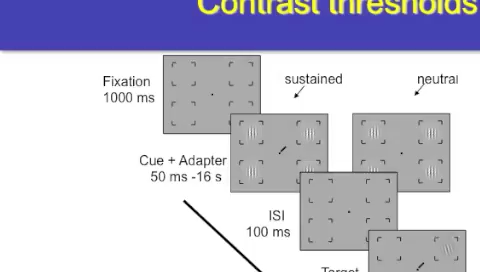 Contrast thresholds
Fixation
1000 ms
sustained
neutral
Cue + Adapter
50 ms -16 s
ISI
100 ms
Target